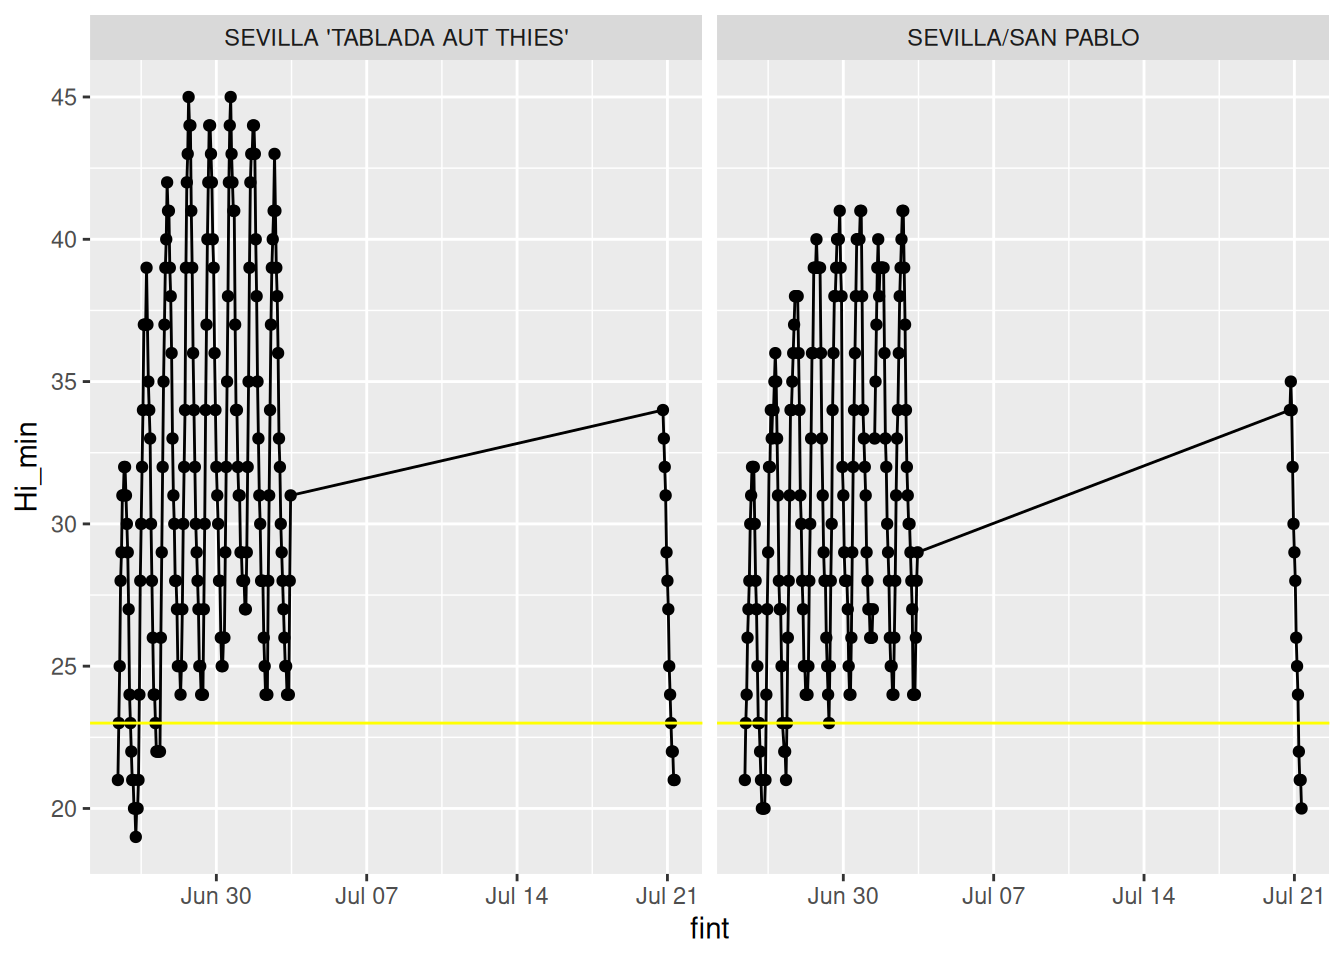 SEVILLA 'TABLADA AUT THIES'
SEVILLA/SAN PABLO
45
40
35
30
25
20
Hi_min
Jun 30 Jul 07 Jul 14 Jul 21
Jun 30 Jul 07 Jul 14 Jul 21
fint